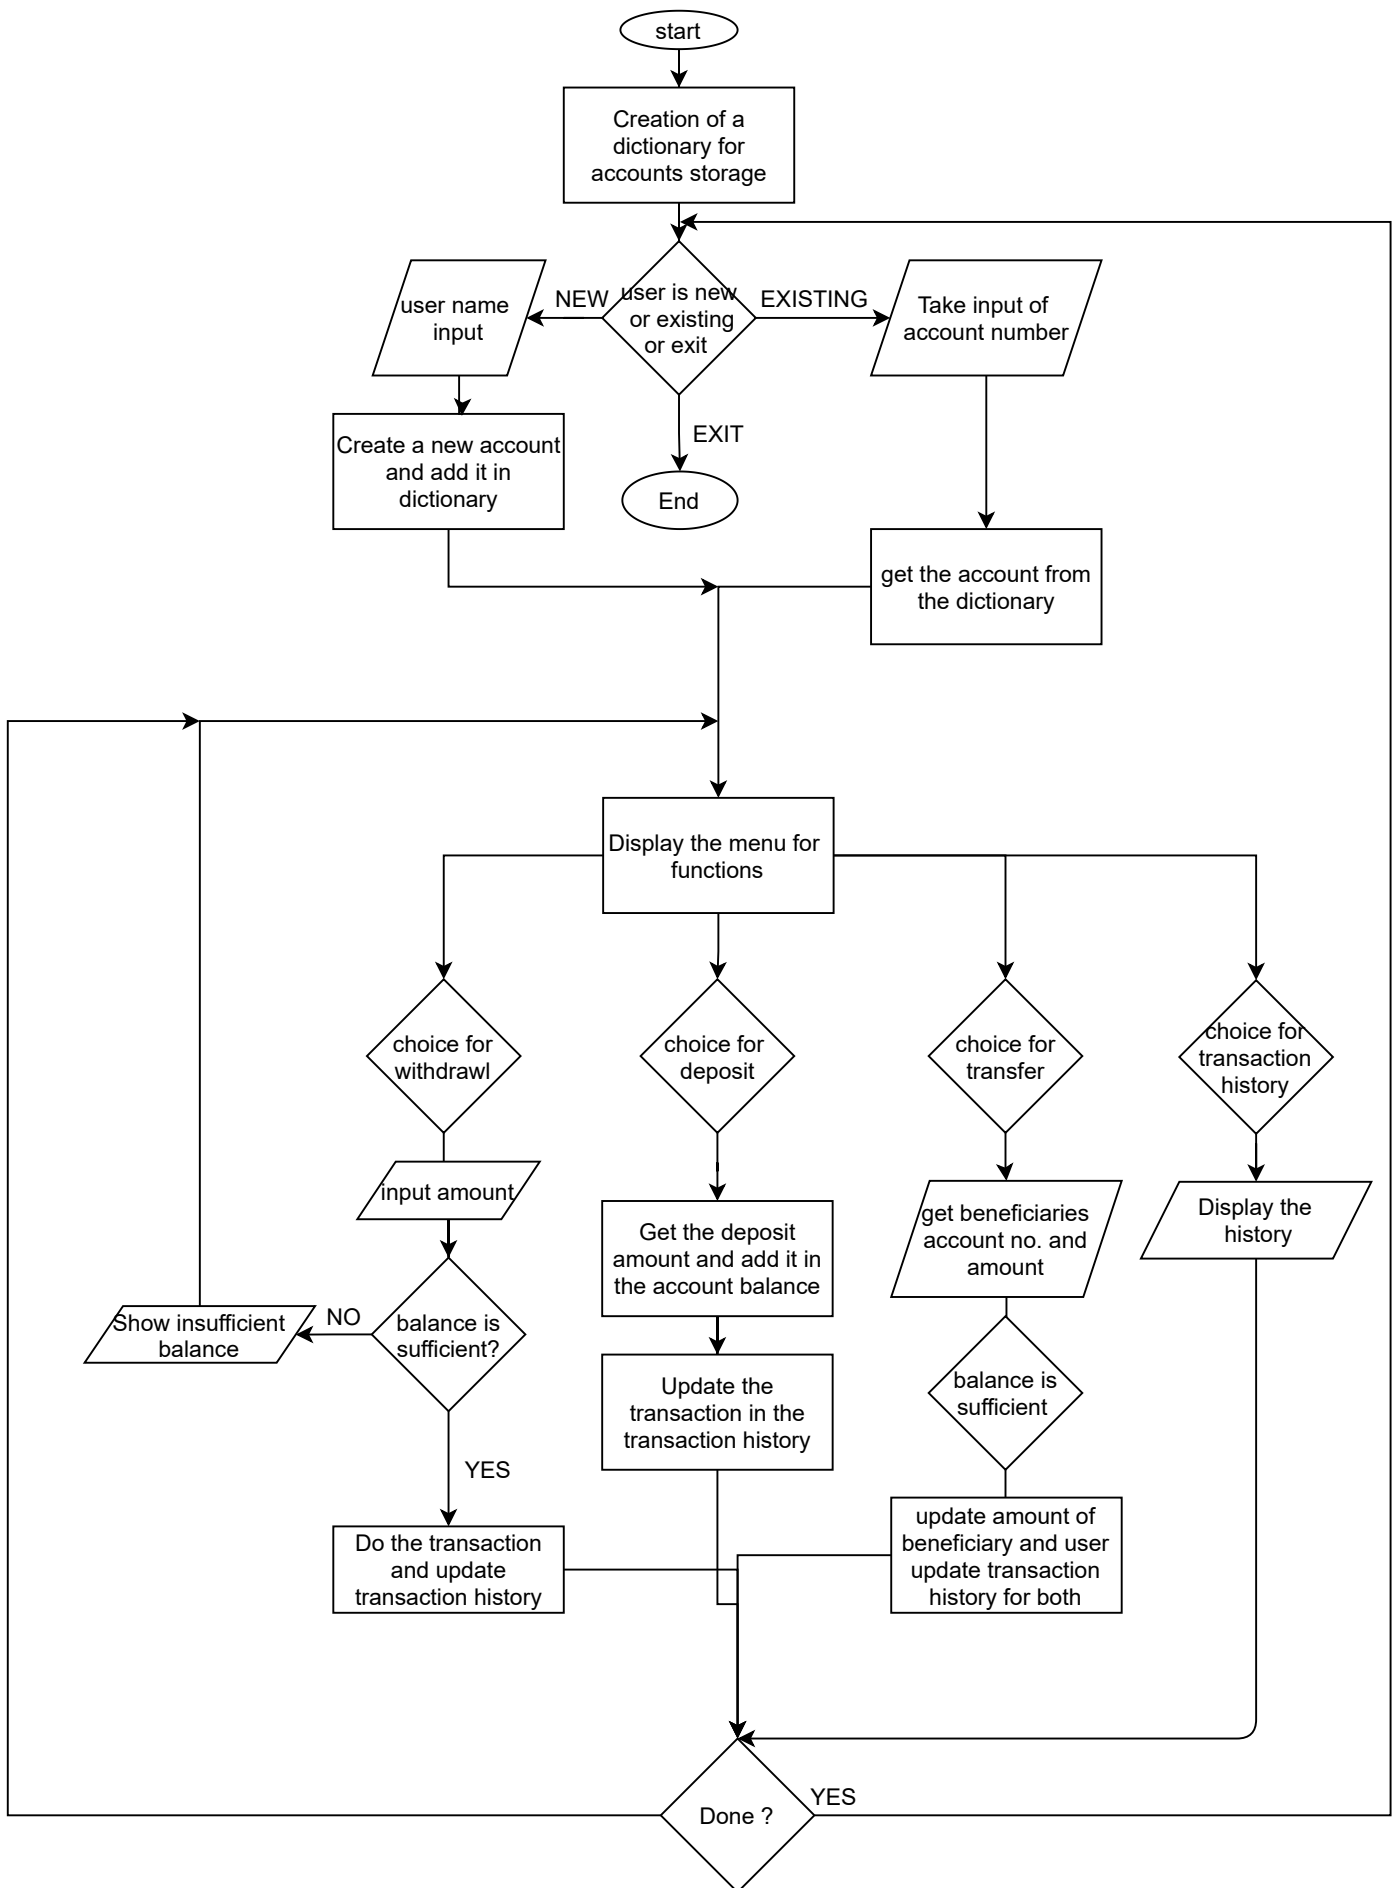 start
Creation of a
dictionary for
accounts storage
user name
input
NEW
user is new
or existing
or exit
EXISTING
Take input of
account number
EXIT
Create a new account
and add it in
dictionary
End
get the account from
the dictionary
Display the menu for
functions
choice for
withdrawl
choice for
deposit
choice for
transfer
choice for
transaction
history
input amount
Get the deposit
amount and add it in
the account balance
get beneficiaries
account no. and
amount
Display the
history
Show insufficient
balance
NO
balance is
sufficient?
Update the
transaction in the
transaction history
balance is
sufficient
YES
Do the transaction
and update
transaction history
update amount of
beneficiary and user
update transaction
history for both
Done ?
YES